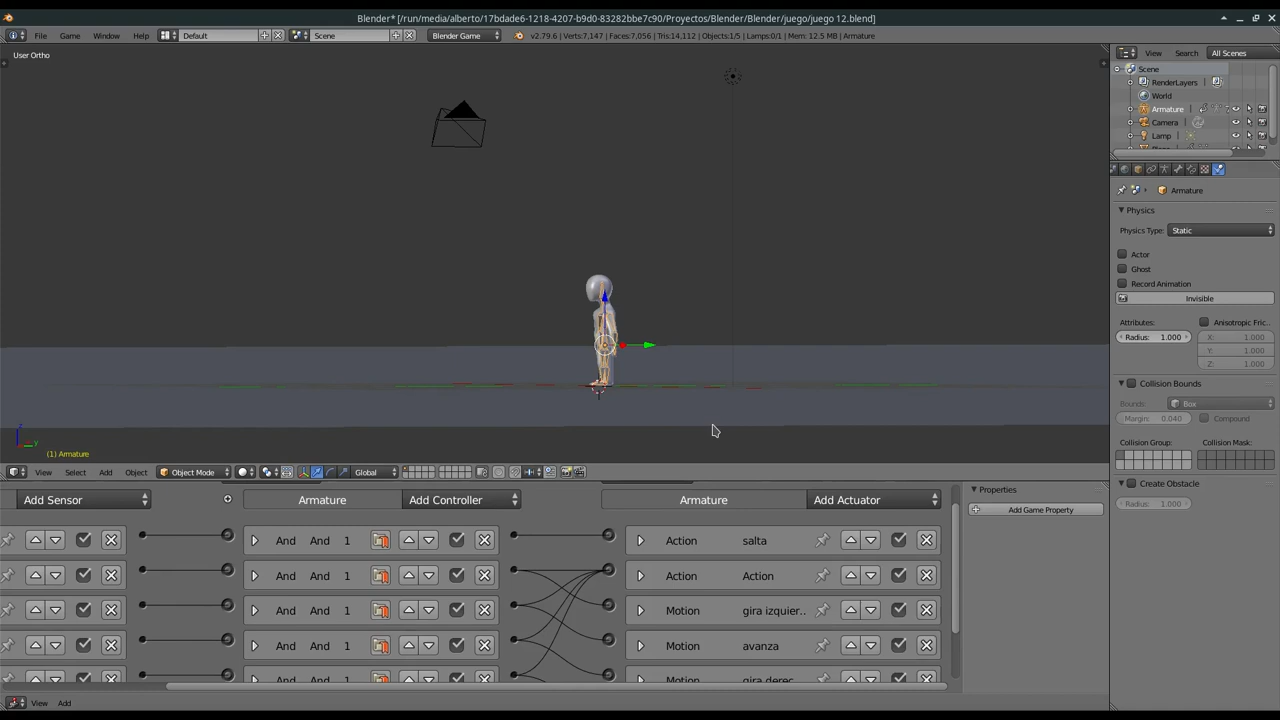 Blender* [/run/media/alberto/17bdade6-1218-4207-b9d0-83282bbe7c90/Proyectos/Blender/Blender/juego/juego 12.blend]
File Game Window Help Default Scene Blender Game v2.79.6 | Verts:7,147 | Faces:7,056 | Tris:14,112 | Objects:1/5 | Lamps:0/1 | Mem: 12.5 MB | Armature
User Ortho
View Search All Scenes
Scene
RenderLayers
World
Armature
Camera
Lamp
Armature
Physics
Physics Type: Static
Actor
Ghost
Record Animation
Invisible
Attributes: Anisotropic Fric..
Radius: 1.000 X: 1.000
Y: 1.000
Z: 1.000
Collision Bounds
Bounds: Box
Margin: 0.040 Compound
Collision Group: Collision Mask:
Create Obstacle
Radius: 1.000
z
y
(1) Armature
View Select Add Object Object Mode Global
Add Sensor Armature Add Controller Armature Add Actuator
Properties
Add Game Property
And And 1 Action salta
And And 1 Action Action
And And 1 Motion gira izquier..
And And 1 Motion avanza
And And 1 Motion gira derec
View Add